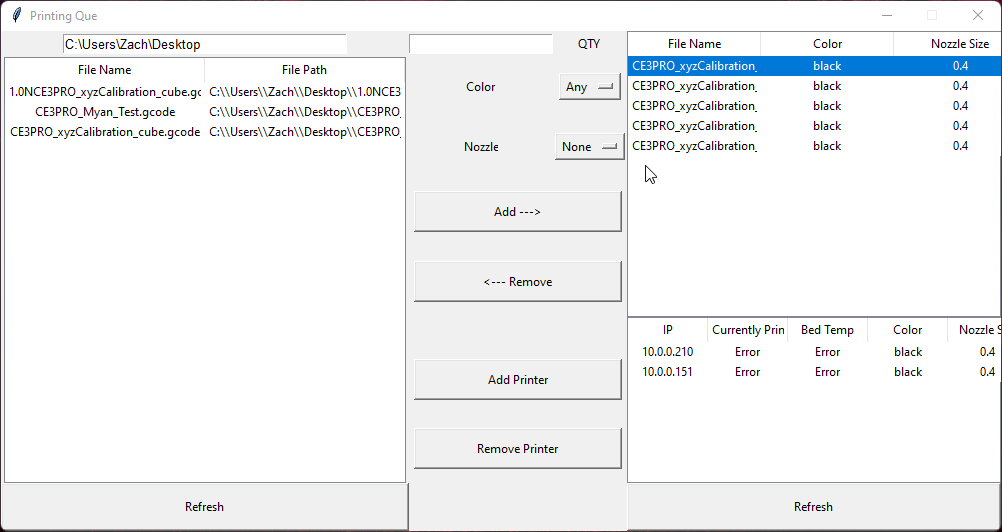 Printing Que
C:\Users\Zach\Desktop
File Name File Path
1.0NCE3PRO_xyzCalibration_cube.gc C:\\Users\\Zach\\Desktop\\1.0NCE3
CE3PRO_Myan_Test.gcode C:\\Users\\Zach\\Desktop\\CE3PRO_
CE3PRO_xyzCalibration_cube.gcode C:\\Users\\Zach\\Desktop\\CE3PRO_
Refresh
QTY
Color Any
Nozzle None
Add --->
<--- Remove
Add Printer
Remove Printer
File Name Color Nozzle Size
CE3PRO_xyzCalibration_ black 0.4
CE3PRO_xyzCalibration_ black 0.4
CE3PRO_xyzCalibration_ black 0.4
CE3PRO_xyzCalibration_ black 0.4
CE3PRO_xyzCalibration_ black 0.4
IP Currently Prin Bed Temp Color Nozzle S
10.0.0.210 Error Error black 0.4
10.0.0.151 Error Error black 0.4
Refresh